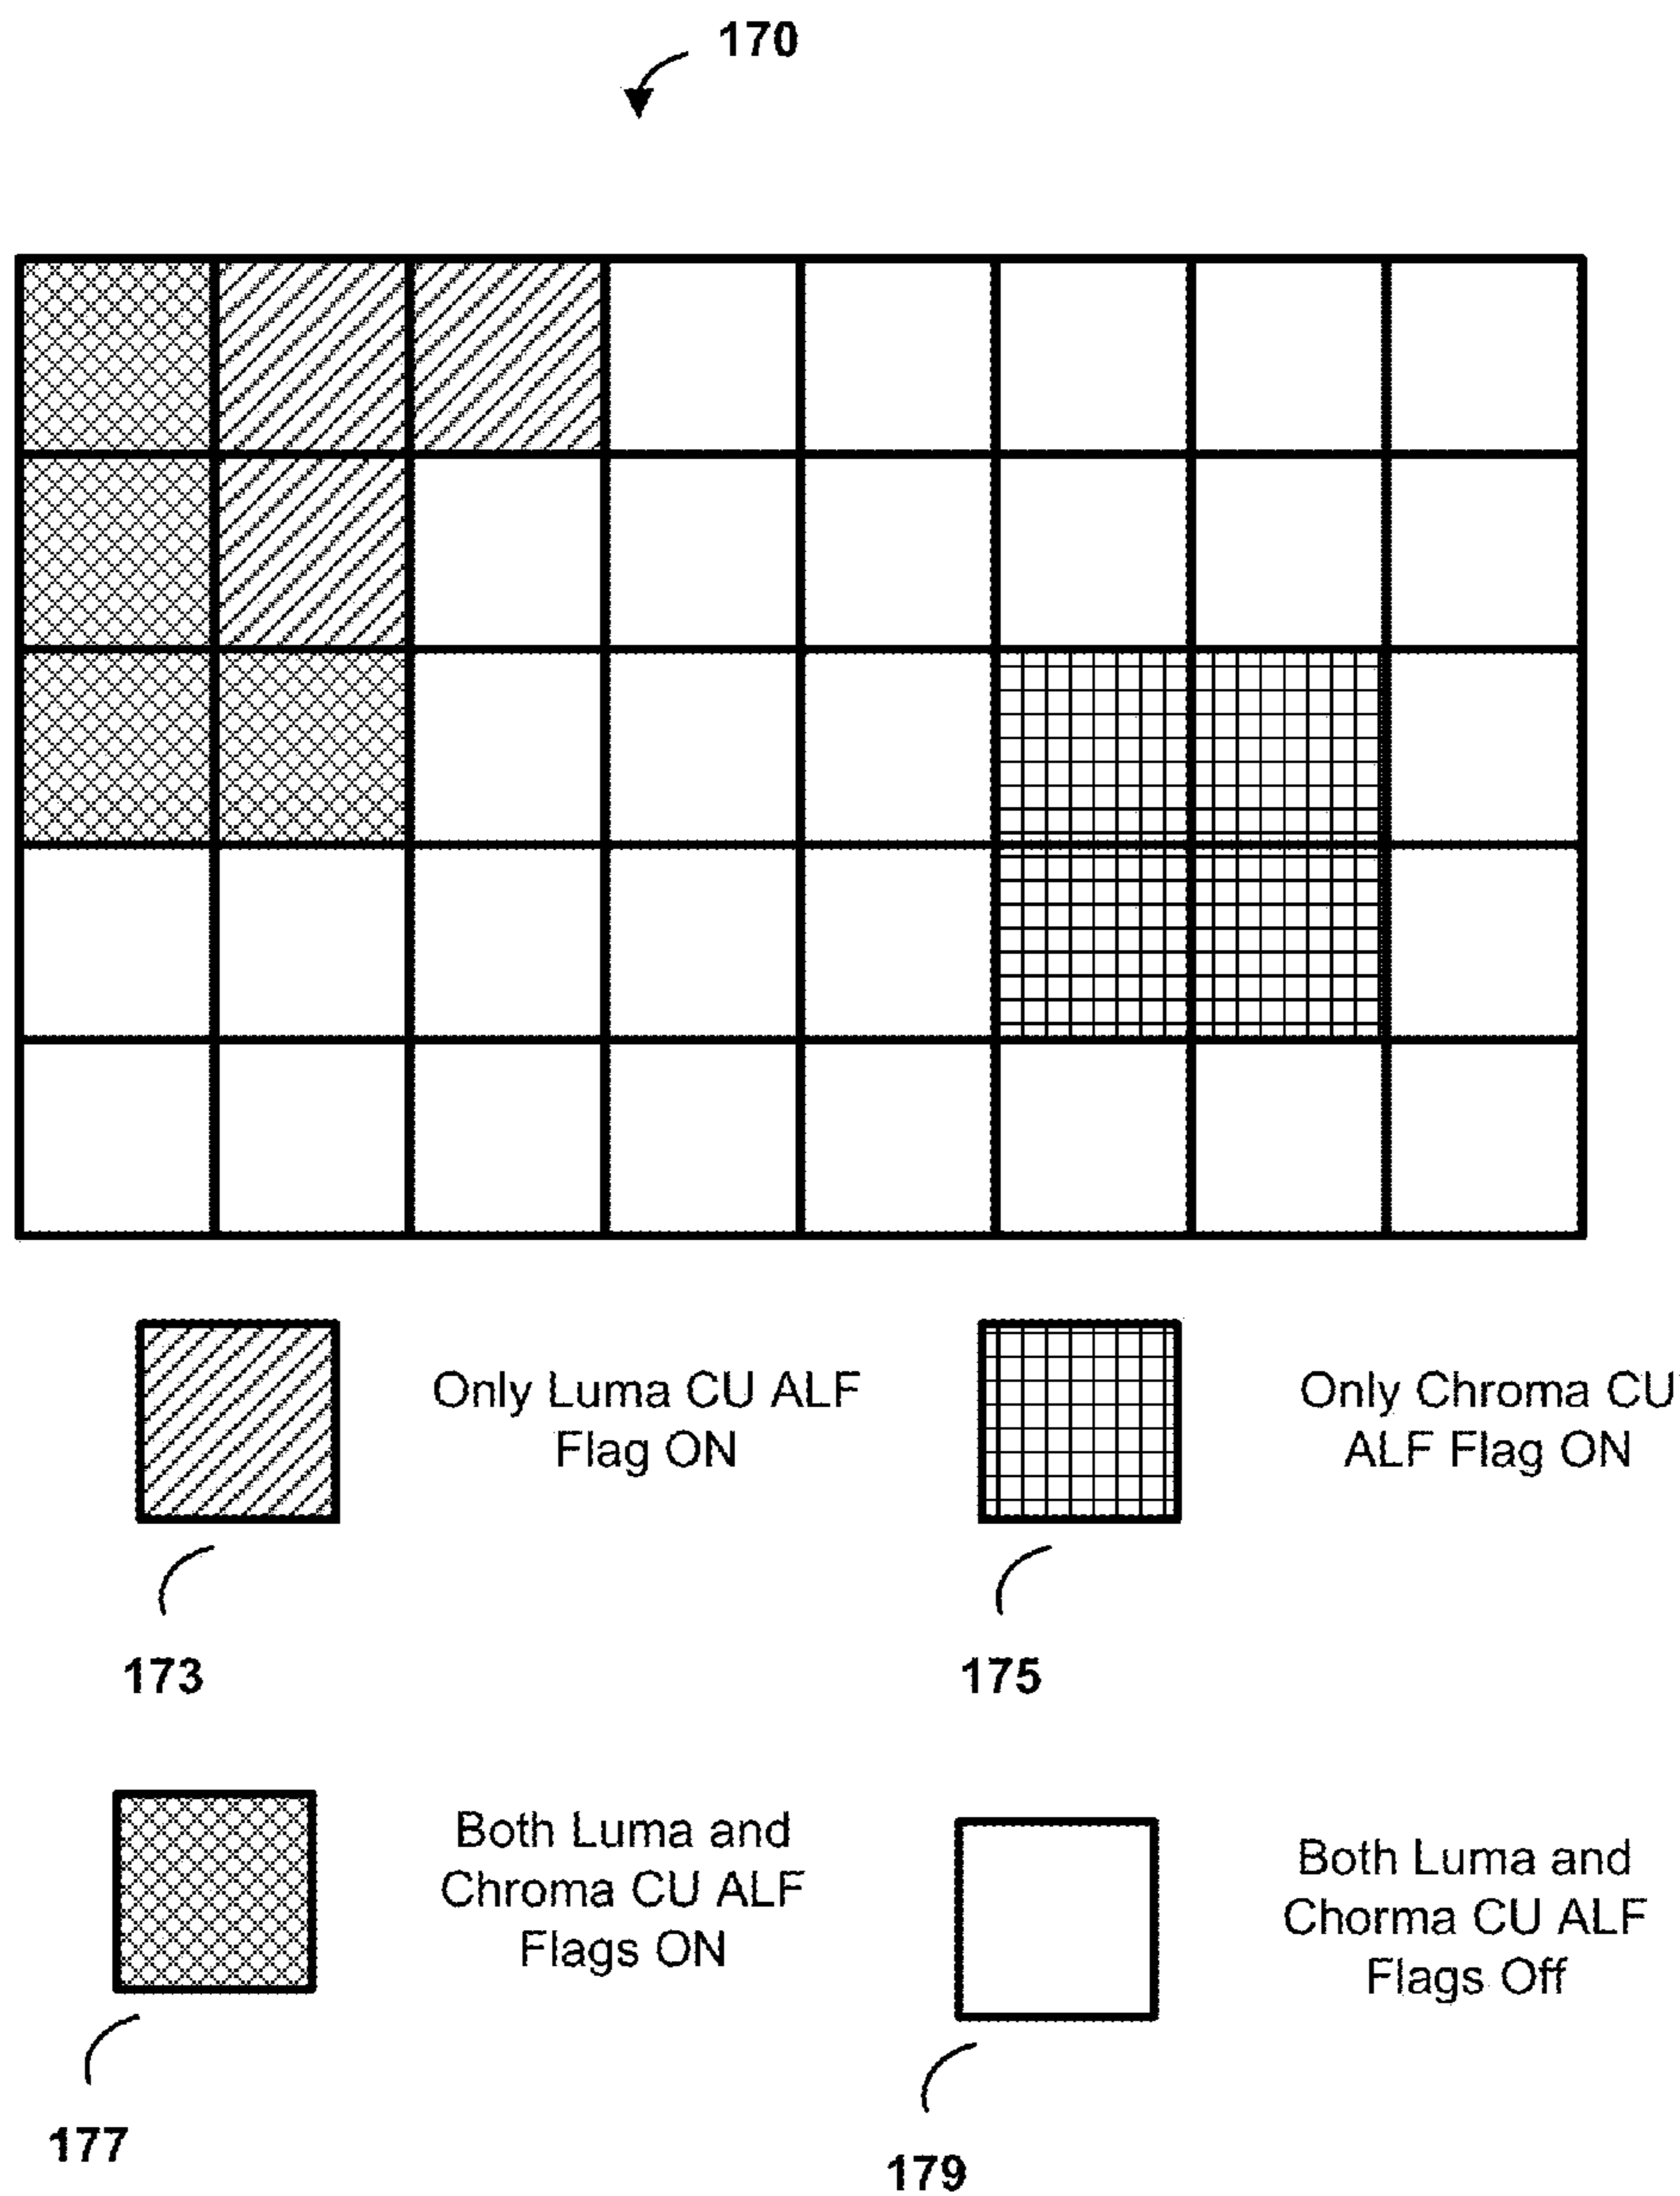 170
Only Luma CU ALF
Flag ON
Only Chroma CU
ALF Flag ON
173
175
Both Luma and
Chroma CU ALF
Flags ON
Both Luma and
Chorma CU ALF
Flags Off
177
179